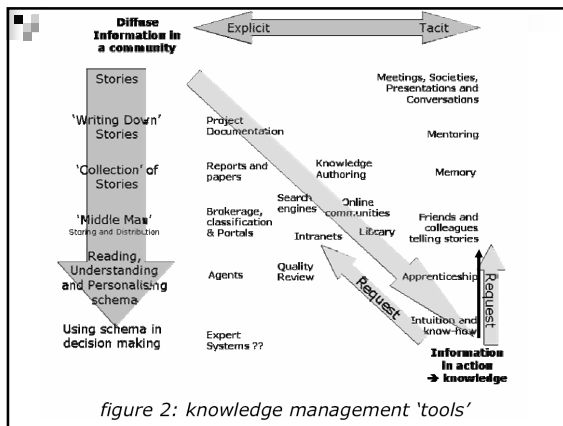 Diffuse
Information in
a community
Explicit
Tacit
Stories
Meetings, Societies,
Presentations and
Conversations
‘Writing Down’
Stories
Project
Documentation
Mentoring
‘Collection’ of
Stories
Reports and
papers
Knowledge
Authoring
Memory
Search
engines
Online
communities
‘Middle Man’
Storing and Distribution
Brokerage,
classification
& Portals
Intranets
Library
Friends and
colleagues
telling stories
Reading,
Understanding
and Personalising
schema
Agents
Quality
Review
Request
Apprenticeship
Request
Using schema in
decision making
Expert
Systems ??
Intuition and
know-how
Information
in action
➔ knowledge
figure 2: knowledge management ‘tools’